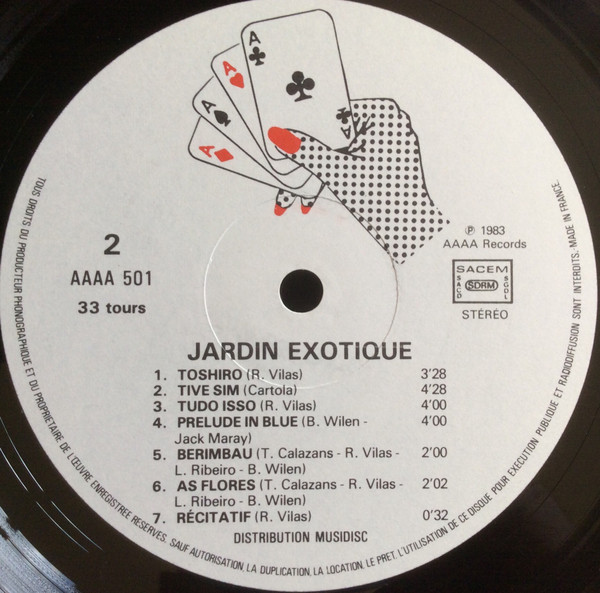 A
A
A
A
A
2
AAAA 501
33 tours
℗ 1983
AAAA Records
SACEM
SACD
SDRM
SGDL
STÉRÉO
JARDIN EXOTIQUE
1. TOSHIRO (R. Vilas) 3'28
2. TIVE SIM (Cartola) 4'28
3. TUDO ISSO (R. Vilas) 4'00
4. PRELUDE IN BLUE (B. Wilen - 4'00
Jack Maray)
5. BERIMBAU (T. Calazans - R. Vilas - 2'00
L. Ribeiro - B. Wilen)
6. AS FLORES (T. Calazans - R. Vilas - 2'02
L. Ribeiro - B. Wilen)
7. RÉCITATIF (R. Vilas) 0'32
DISTRIBUTION MUSIDISC
TOUS DROITS DU PRODUCTEUR PHONOGRAPHIQUE ET DU PROPRIETAIRE DE L'ŒUVRE ENREGISTREE RESERVES. SAUF AUTORISATION, LA DUPLICATION, LA LOCATION, LE PRET, L'UTILISATION DE CE DISQUE POUR EXECUTION PUBLIQUE ET RADIODIFFUSION SONT INTERDITS. MADE IN FRANCE.